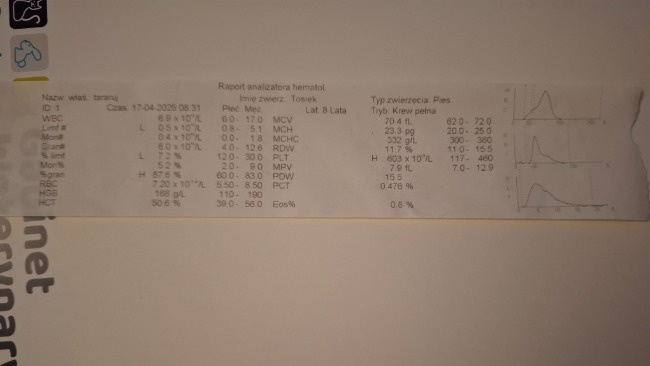 Raport analizatora hematol.
Nazw. właś.: taranuj Imię zwierz.: Tosiek Typ zwierzęcia: Pies
ID: 1 Czas: 17-04-2025 08:31 Płeć: Męż. Lat: 8 Lata Tryb: Krew pełna
WBC 6.9 x 10^9/L 6.0 - 17.0 MCV 70.4 fL 62.0 - 72.0
Limf # L 0.5 x 10^9/L 0.8 - 5.1 MCH 23.3 pg 20.0 - 25.0
Mon# 0.4 x 10^9/L 0.0 - 1.8 MCHC 332 g/L 300 - 380
Gran# 6.0 x 10^9/L 4.0 - 12.6 RDW 11.7 % 11.0 - 15.5
% limf L 7.2 % 12.0 - 30.0 PLT H 603 x 10^9/L 117 - 460
Mon% 5.2 % 2.0 - 9.0 MPV 7.9 fL 7.0 - 12.9
%gran H 87.6 % 60.0 - 83.0 PDW 15.5
RBC 7.20 x 10^12/L 5.50 - 8.50 PCT 0.476 %
HGB 168 g/L 110 - 190
HCT 50.6 % 39.0 - 56.0 Eos% 0.8 %
inet